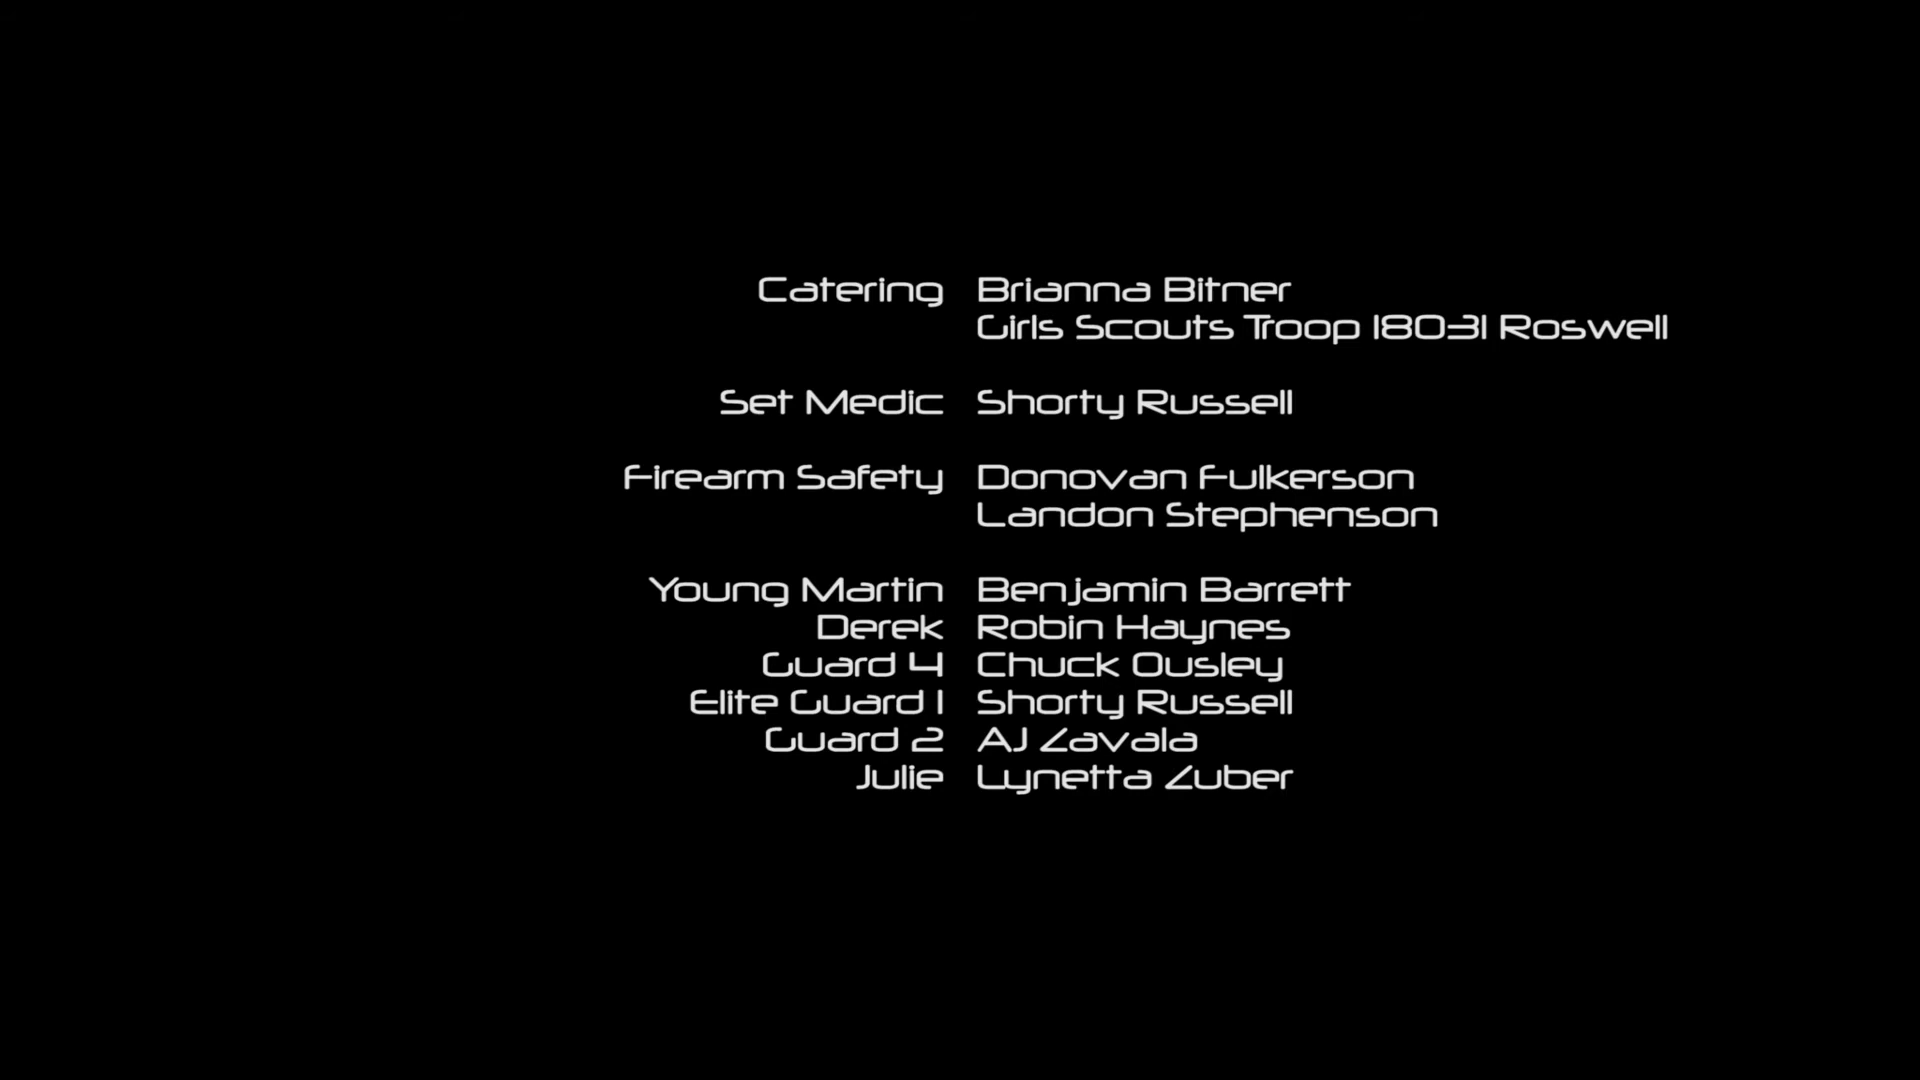 Catering Brianna Bitner
Girls Scouts Troop 18031 Roswell
Set Medic Shorty Russell
Firearm Safety Donovan Fulkerson
Landon Stephenson
Young Martin Benjamin Barrett
Derek Robin Haynes
Guard 4 Chuck Ousley
Elite Guard 1 Shorty Russell
Guard 2 AJ Zavala
Julie Lynetta Zuber